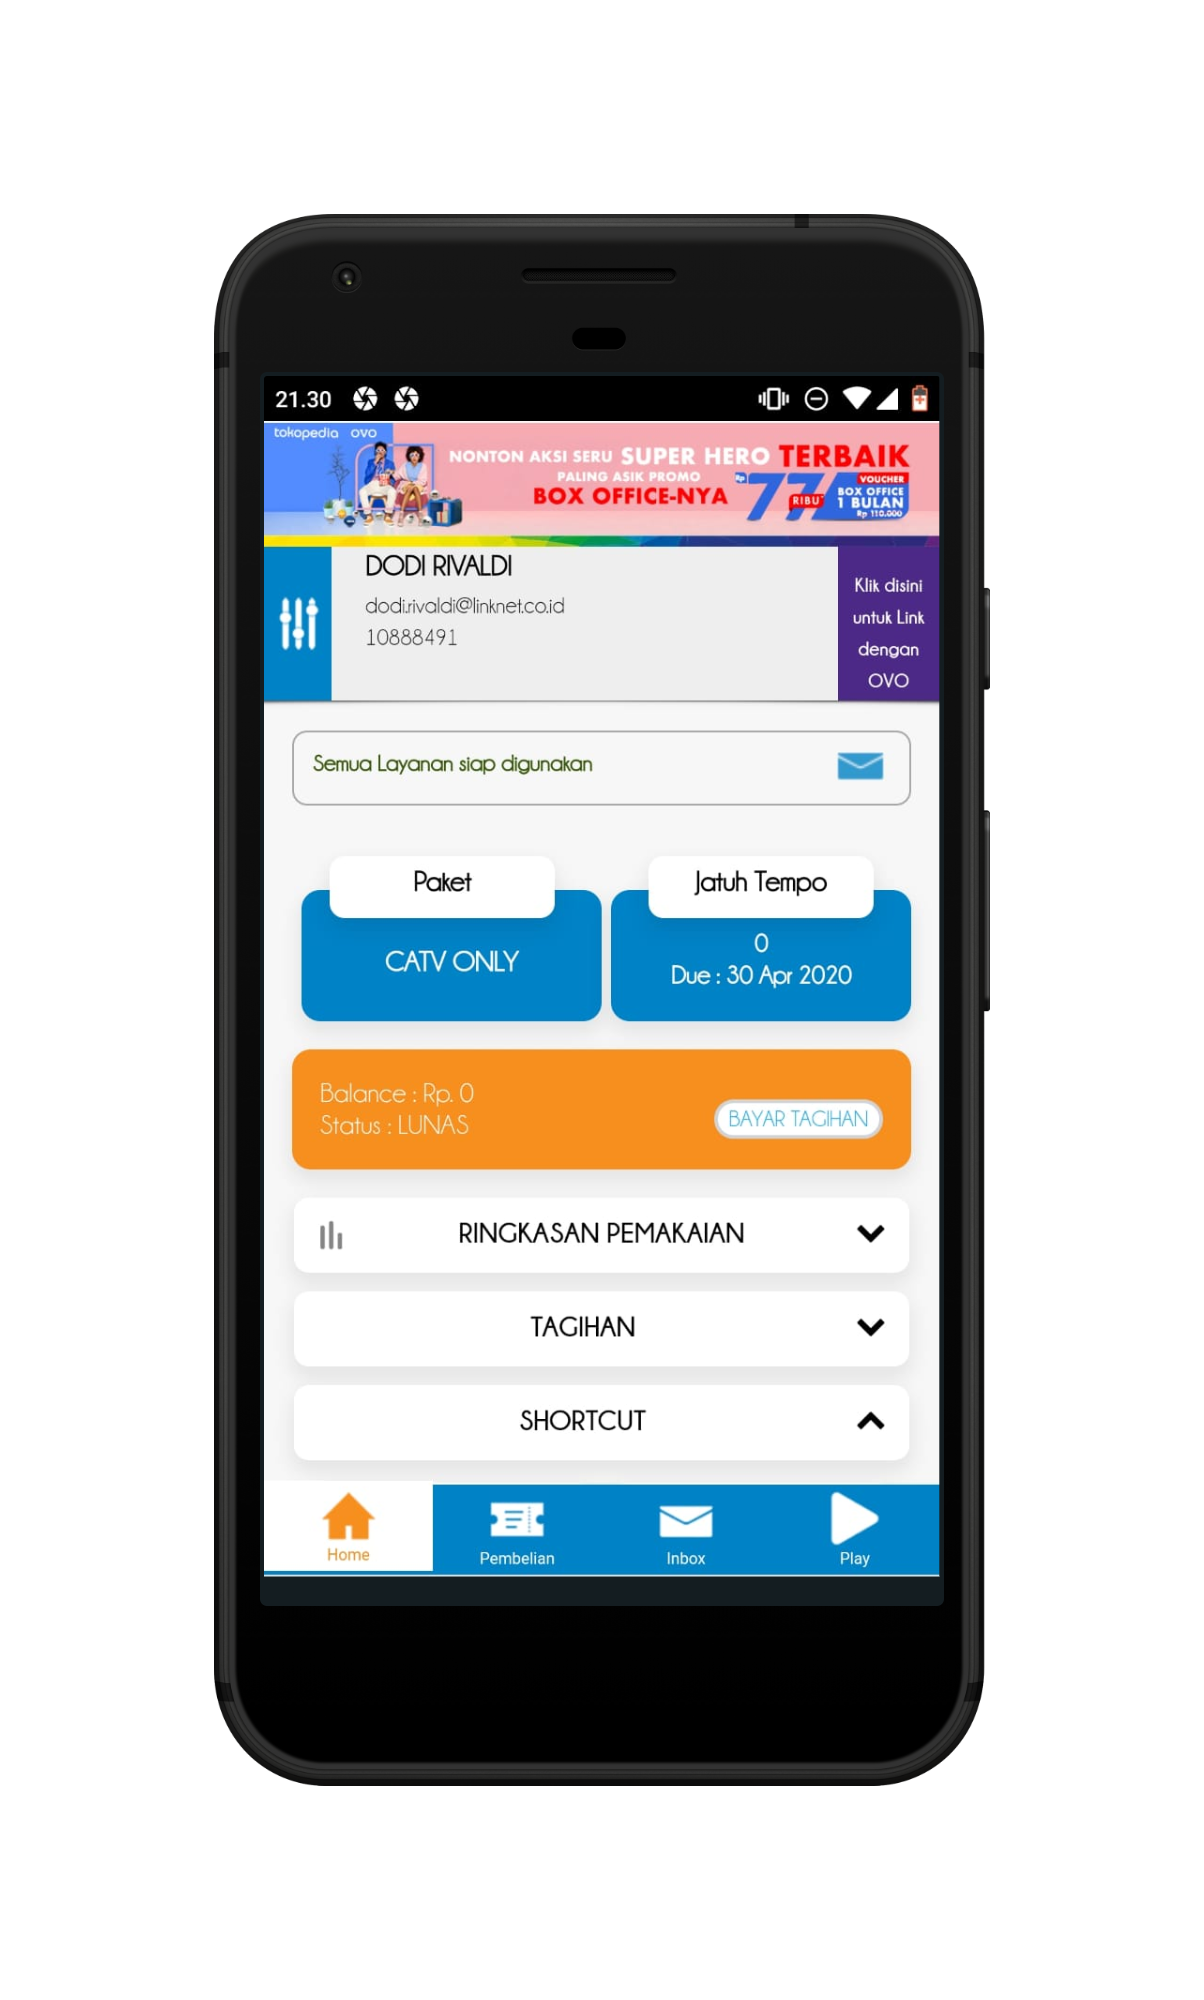 21.30
tokopedia OVO
NONTON AKSI SERU SUPER HERO TERBAIK
PALING ASIK PROMO
BOX OFFICE-NYA
Rp 77
RIBU
VOUCHER
BOX OFFICE
1 BULAN
Rp 110.000
DODI RIVALDI
dodi.rivaldi@linknet.co.id
10888491
Klik disini
untuk Link
dengan
OVO
Semua Layanan siap digunakan
Paket
CATV ONLY
Jatuh Tempo
0
Due : 30 Apr 2020
Balance : Rp. 0
Status : LUNAS
BAYAR TAGIHAN
RINGKASAN PEMAKAIAN
TAGIHAN
SHORTCUT
Home
Pembelian
Inbox
Play